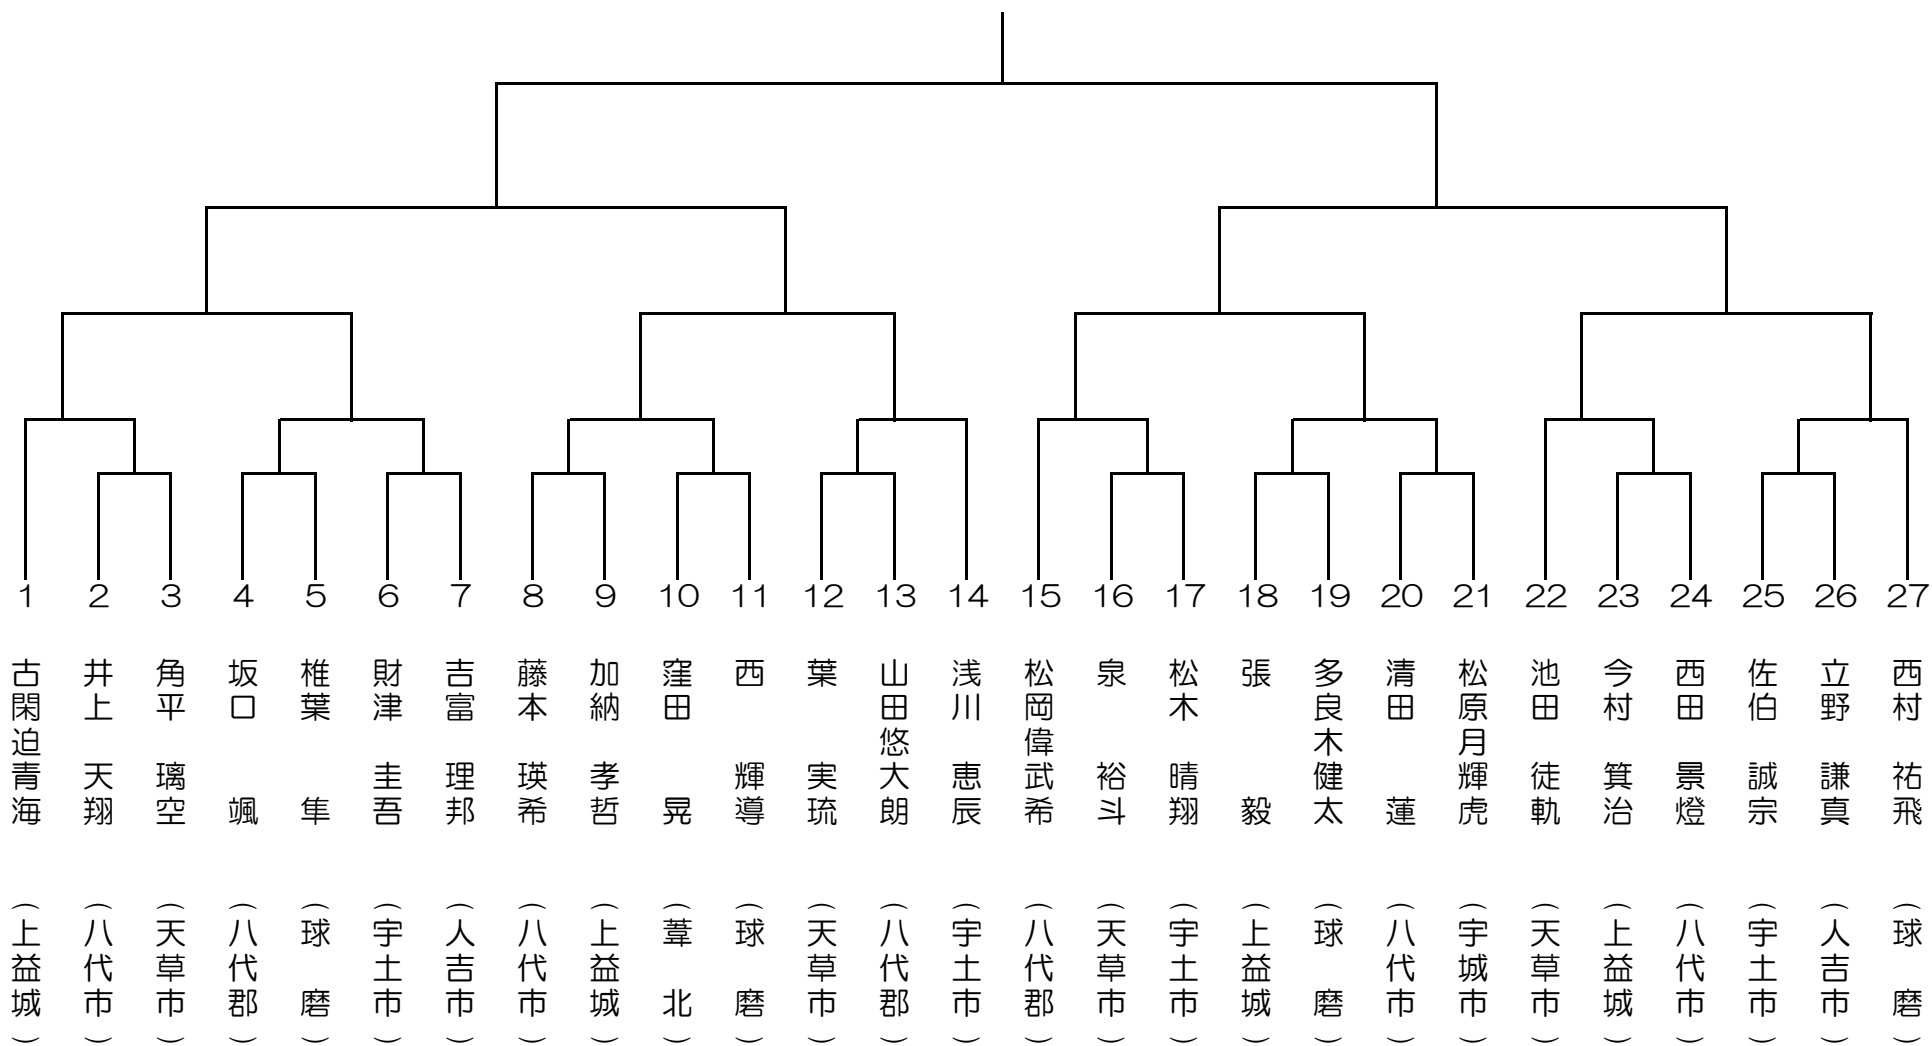 1 古閑迫青海 （上益城）
2 井上 天翔 （八代市）
3 角平 璃空 （天草市）
4 坂口 颯 （八代郡）
5 椎葉 隼 （球 磨）
6 財津 圭吾 （宇土市）
7 吉富 理邦 （人吉市）
8 藤本 瑛希 （八代市）
9 加納 孝哲 （上益城）
10 窪田 晃 （葦 北）
11 西 輝導 （球 磨）
12 葉 実琉 （天草市）
13 山田悠大朗 （八代郡）
14 浅川 恵辰 （宇土市）
15 松岡偉武希 （八代郡）
16 泉 裕斗 （天草市）
17 松木 晴翔 （宇土市）
18 張 毅 （上益城）
19 多良木健太 （球 磨）
20 清田 蓮 （八代市）
21 松原月輝虎 （宇城市）
22 池田 徒軌 （天草市）
23 今村 箕治 （上益城）
24 西田 景燈 （八代市）
25 佐伯 誠宗 （宇土市）
26 立野 謙真 （人吉市）
27 西村 祐飛 （球 磨）